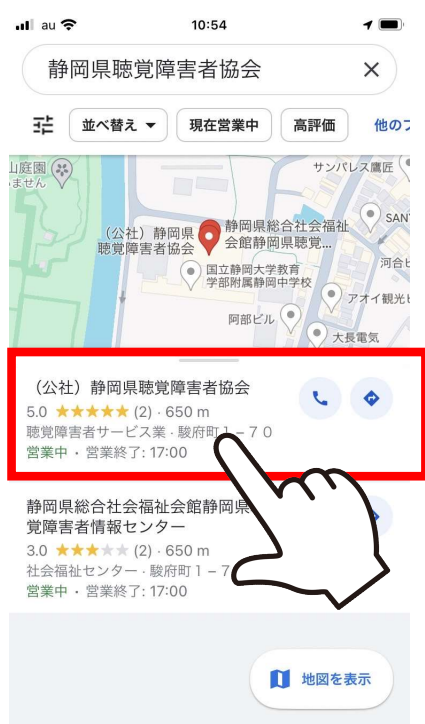 au 10:54
静岡県聴覚障害者協会
並べ替え 現在営業中 高評価 他のフ
山庭園
ません
サンパレス鷹匠
(公社)静岡県
聴覚障害者協会
静岡県総合社会福祉
会館静岡県聴覚...
SAN
国立静岡大学教育
学部附属静岡中学校
河合
アオイ観光
阿部ビル
大長電気
(公社)静岡県聴覚障害者協会
5.0 ★★★★★ (2) · 650 m
聴覚障害者サービス業 · 駿府町1−70
営業中 · 営業終了: 17:00
静岡県総合社会福祉会館静岡県
覚障害者情報センター
3.0 ★★★★★ (2) · 650 m
社会福祉センター · 駿府町1−7
営業中 · 営業終了: 17:00
地図を表示